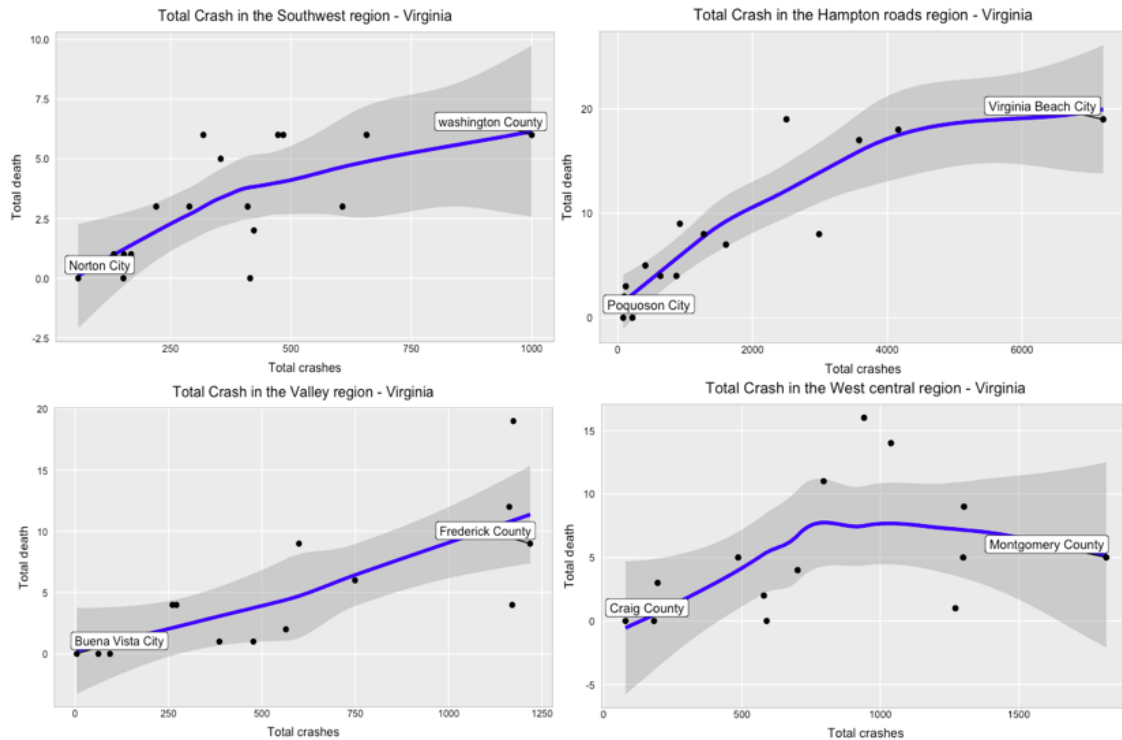 Total Crash in the Southwest region - Virginia
10.0
7.5
5.0
2.5
0.0
-2.5
Total death
washington County
Norton City
250
500
750
1000
Total crashes
Total Crash in the Hampton roads region - Virginia
20
10
0
Total death
Virginia Beach City
Poquoson City
0
2000
4000
6000
Total crashes
Total Crash in the Valley region - Virginia
20
15
10
5
0
Total death
Frederick County
Buena Vista City
0
250
500
750
1000
1250
Total crashes
Total Crash in the West central region - Virginia
15
10
5
0
-5
Total death
Montgomery County
Craig County
0
500
1000
1500
Total crashes